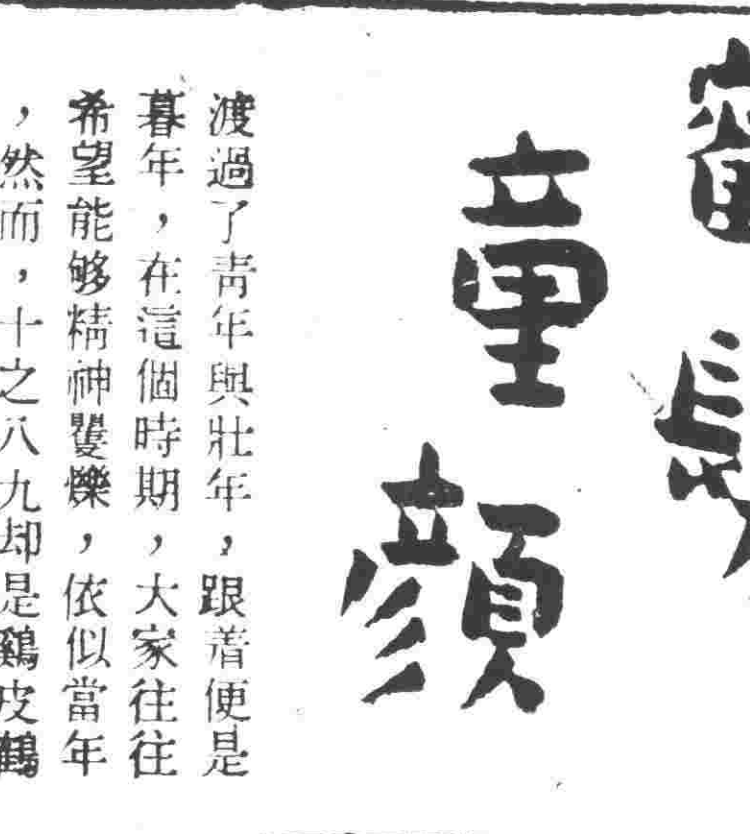 長
童顏
渡過了青年與壯年，跟着便是
暮年，在這個時期，大家往往
希望能够精神矍爍，依似當年
，然而，十之八九却是鷄皮鶴